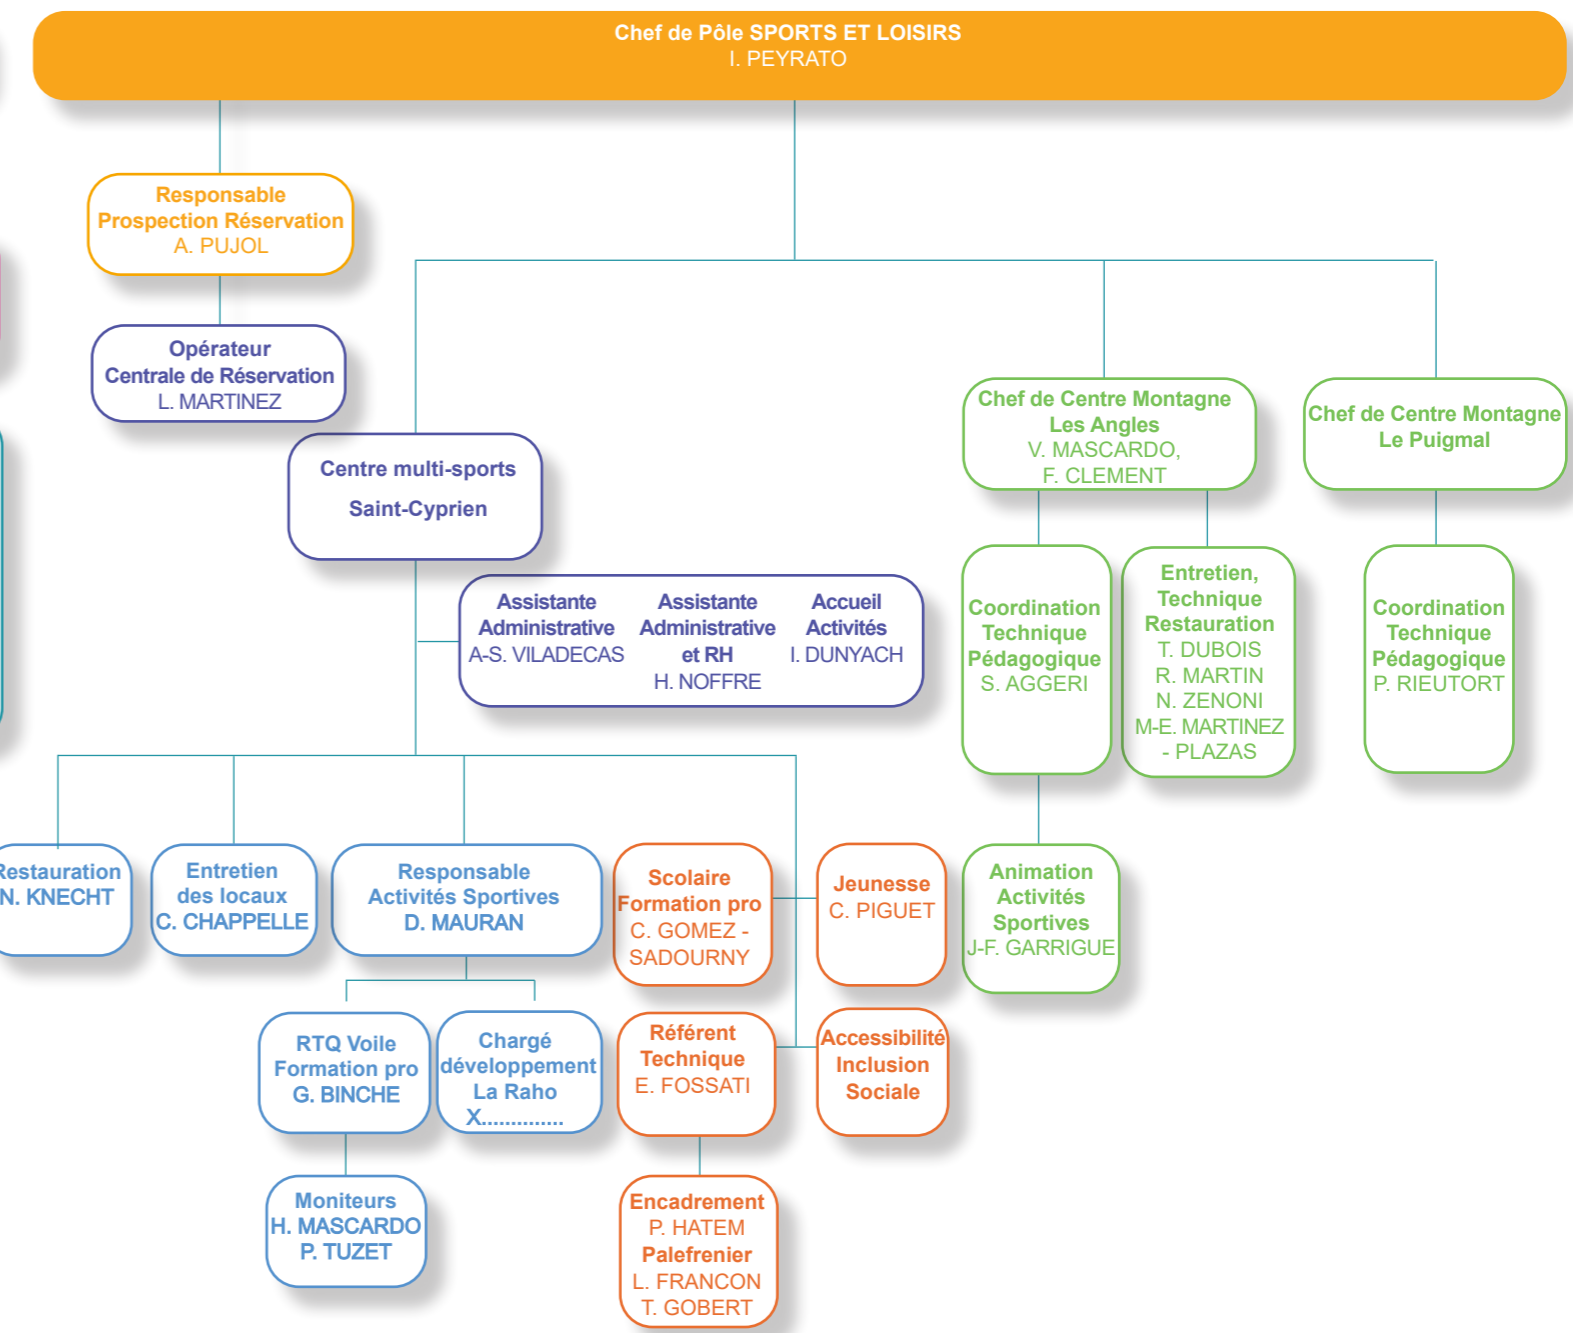 Chef de Pôle SPORTS ET LOISIRS
I. PEYRATO
Responsable
Prospection Réservation
A. PUJOL
Opérateur
Centrale de Réservation
L. MARTINEZ
Centre multi-sports
Saint-Cyprien
Assistante
Administrative
A-S. VILADECAS
Assistante
Administrative
et RH
H. NOFFRE
Accueil
Activités
I. DUNYACH
Chef de Centre Montagne
Les Angles
V. MASCARDO,
F. CLEMENT
Chef de Centre Montagne
Le Puigmal
Coordination
Technique
Pédagogique
S. AGGERI
Entretien,
Technique
Restauration
T. DUBOIS
R. MARTIN
N. ZENONI
M-E. MARTINEZ
- PLAZAS
Coordination
Technique
Pédagogique
P. RIEUTORT
Restauration
N. KNECHT
Entretien
des locaux
C. CHAPPELLE
Responsable
Activités Sportives
D. MAURAN
Scolaire
Formation pro
C. GOMEZ -
SADOURNY
Jeunesse
C. PIGUET
Animation
Activités
Sportives
J-F. GARRIGUE
RTQ Voile
Formation pro
G. BINCHE
Chargé
développement
La Raho
X..............
Référent
Technique
E. FOSSATI
Accessibilité
Inclusion
Sociale
Moniteurs
H. MASCARDO
P. TUZET
Encadrement
P. HATEM
Palefrenier
L. FRANCON
T. GOBERT